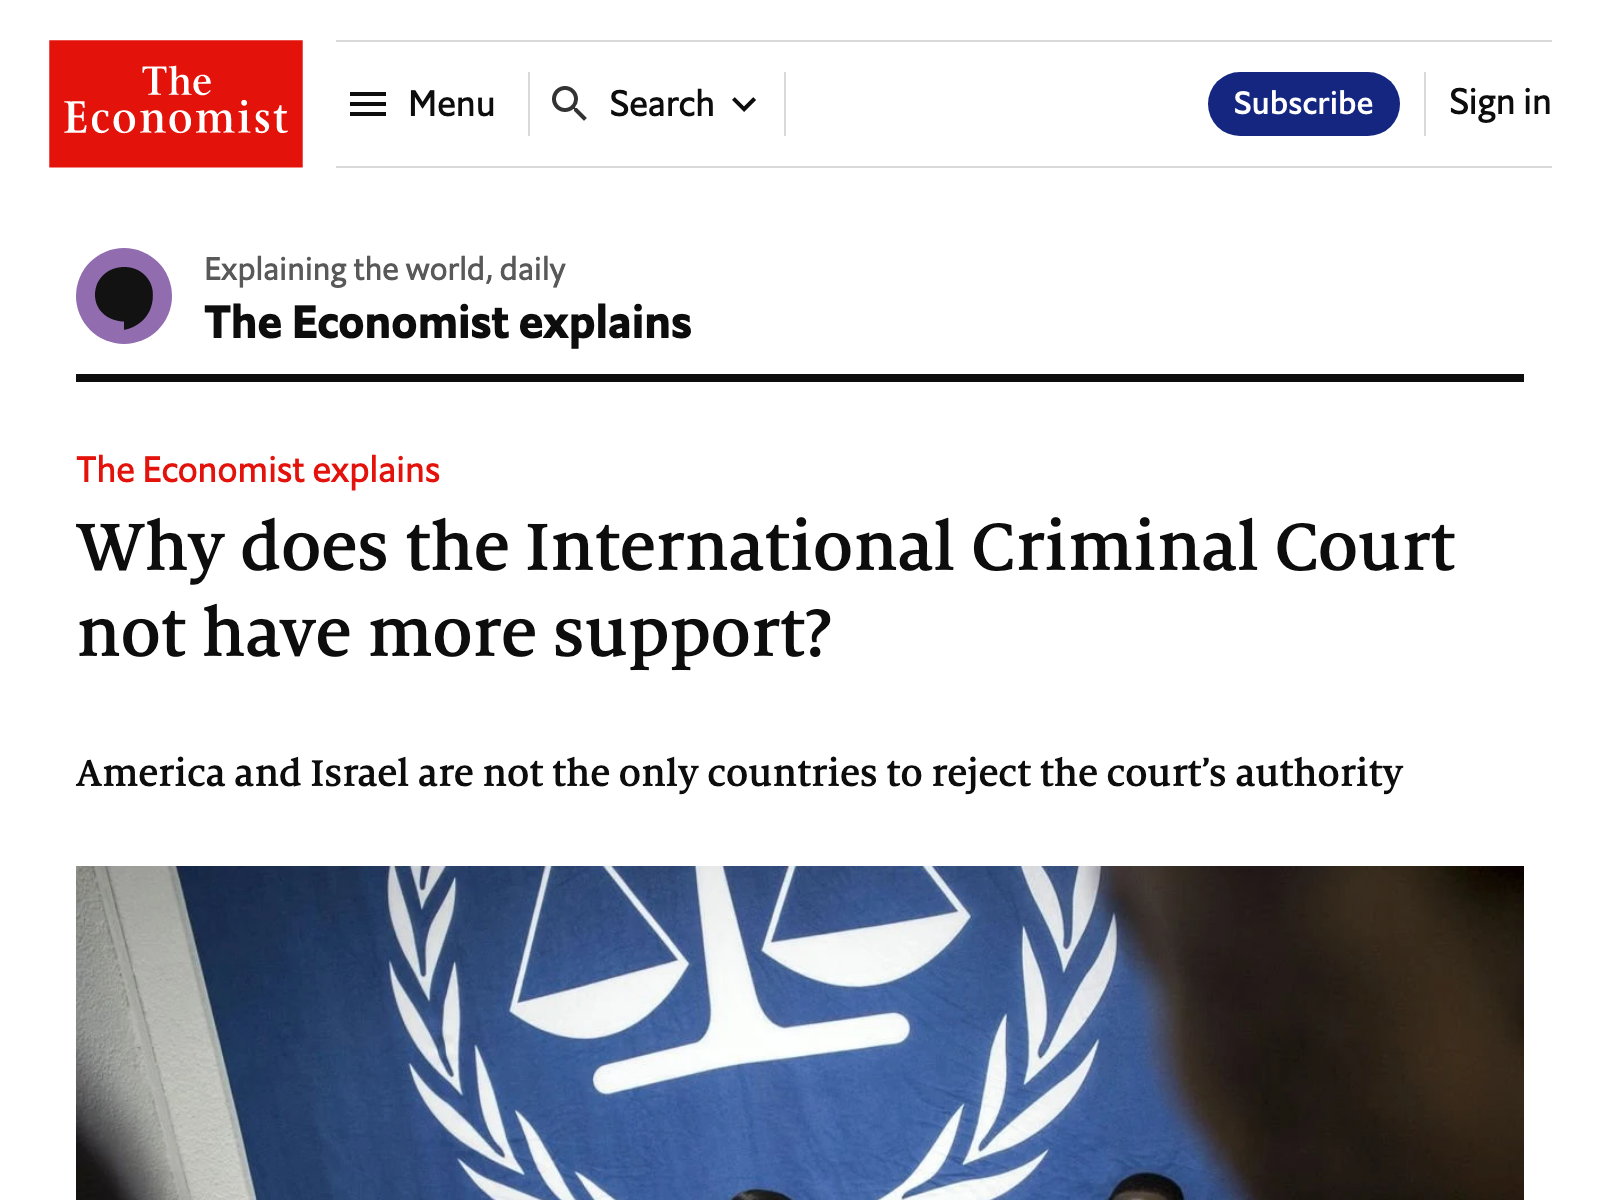 The
Economist
Menu
Search
Subscribe
Sign in
Explaining the world, daily
The Economist explains
The Economist explains
Why does the International Criminal Court
not have more support?
America and Israel are not the only countries to reject the court’s authority